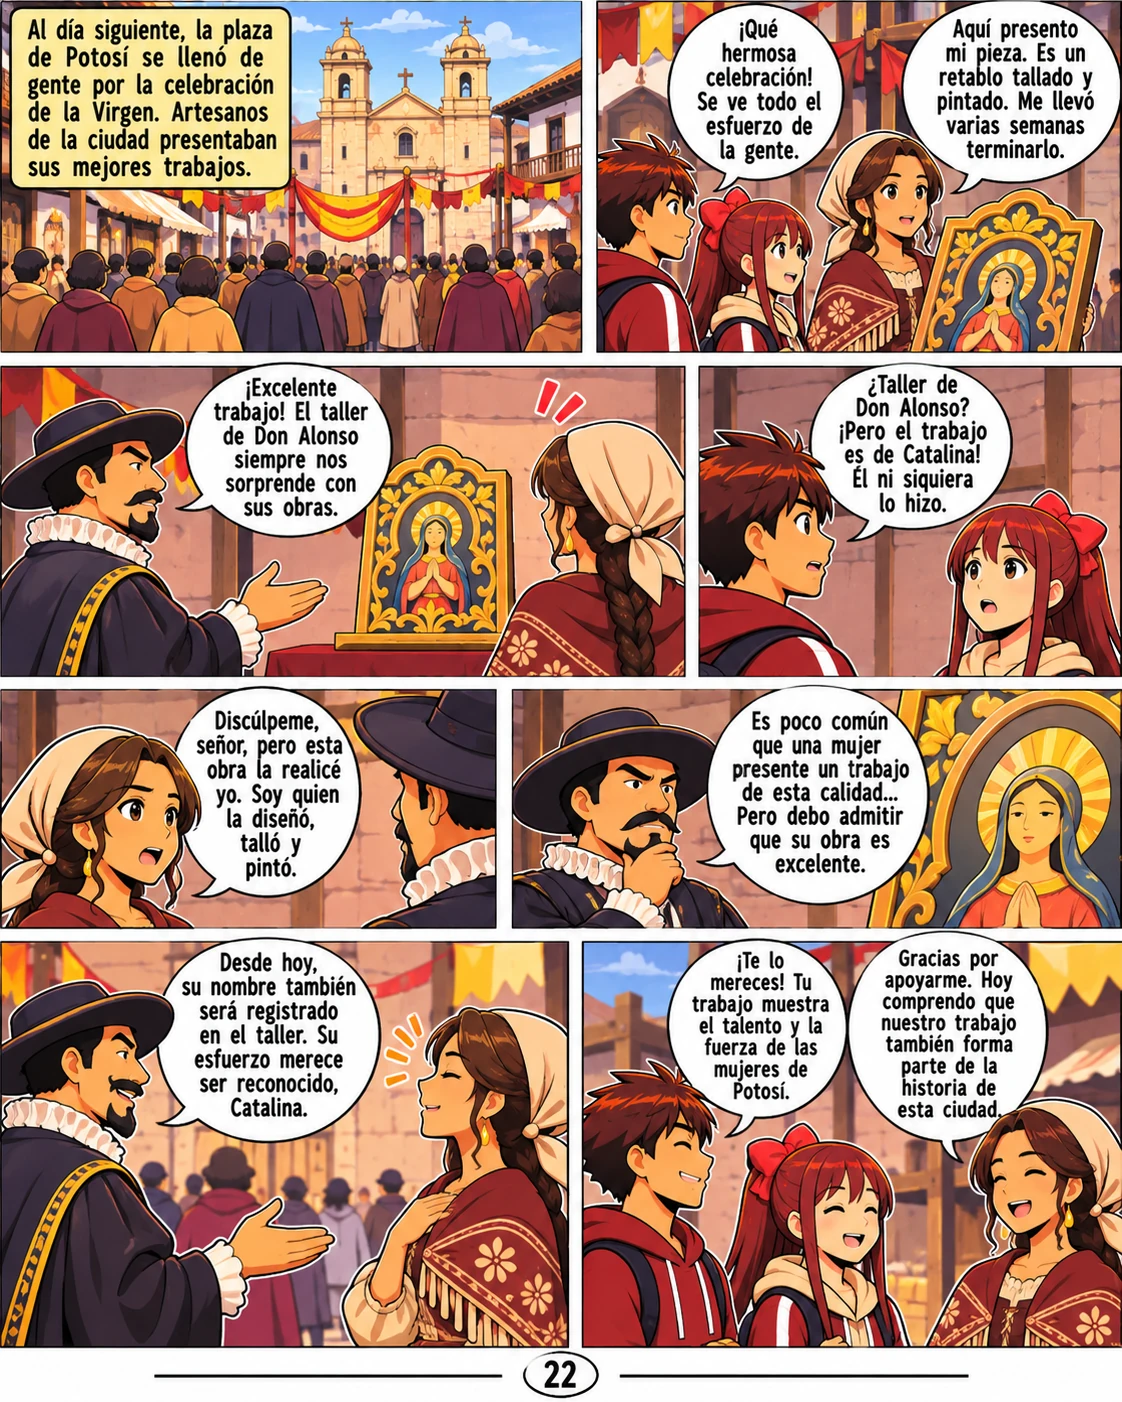 Al día siguiente, la plaza
de Potosí se llenó de
gente por la celebración
de la Virgen. Artesanos
de la ciudad presentaban
sus mejores trabajos.
¡Qué
hermosa
celebración!
Se ve todo el
esfuerzo de
la gente.
Aquí presento
mi pieza. Es un
retablo tallado y
pintado. Me llevó
varias semanas
terminarlo.
¡Excelente
trabajo! El taller
de Don Alonso
siempre nos
sorprende con
sus obras.
¿Taller de
Don Alonso?
¡Pero el trabajo
es de Catalina!
Él ni siquiera
lo hizo.
Discúlpeme,
señor, pero esta
obra la realicé
yo. Soy quien
la diseñó,
talló y
pintó.
Es poco común
que una mujer
presente un trabajo
de esta calidad...
Pero debo admitir
que su obra es
excelente.
Desde hoy,
su nombre también
será registrado
en el taller. Su
esfuerzo merece
ser reconocido,
Catalina.
¡Te lo
mereces! Tu
trabajo muestra
el talento y la
fuerza de las
mujeres de
Potosí.
Gracias por
apoyarme. Hoy
comprendo que
nuestro trabajo
también forma
parte de la
historia de
esta ciudad.
22